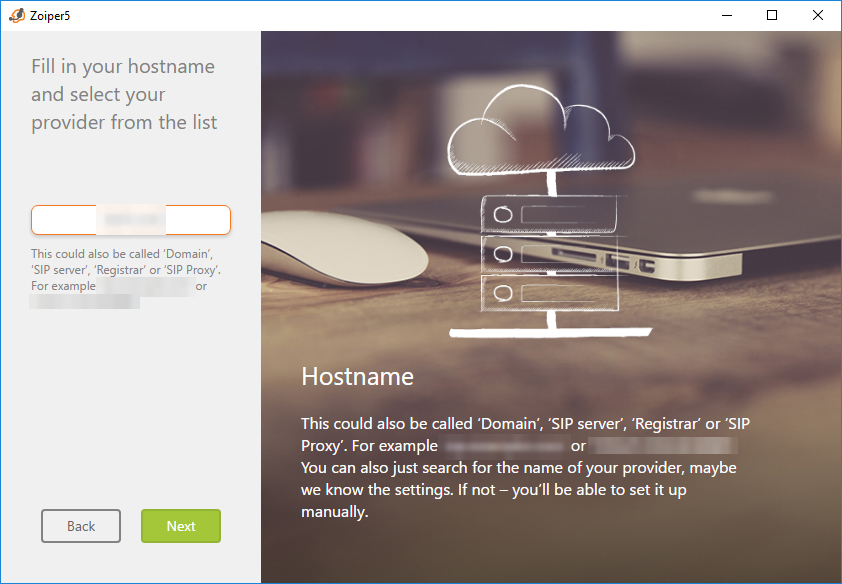 Zoiper5
Fill in your hostname
and select your
provider from the list
This could also be called ‘Domain’,
‘SIP server’, ‘Registrar’ or ‘SIP Proxy’.
For example or
Back
Next
Hostname
This could also be called ‘Domain’, ‘SIP server’, ‘Registrar’ or ‘SIP
Proxy’. For example or
You can also just search for the name of your provider, maybe
we know the settings. If not – you’ll be able to set it up
manually.